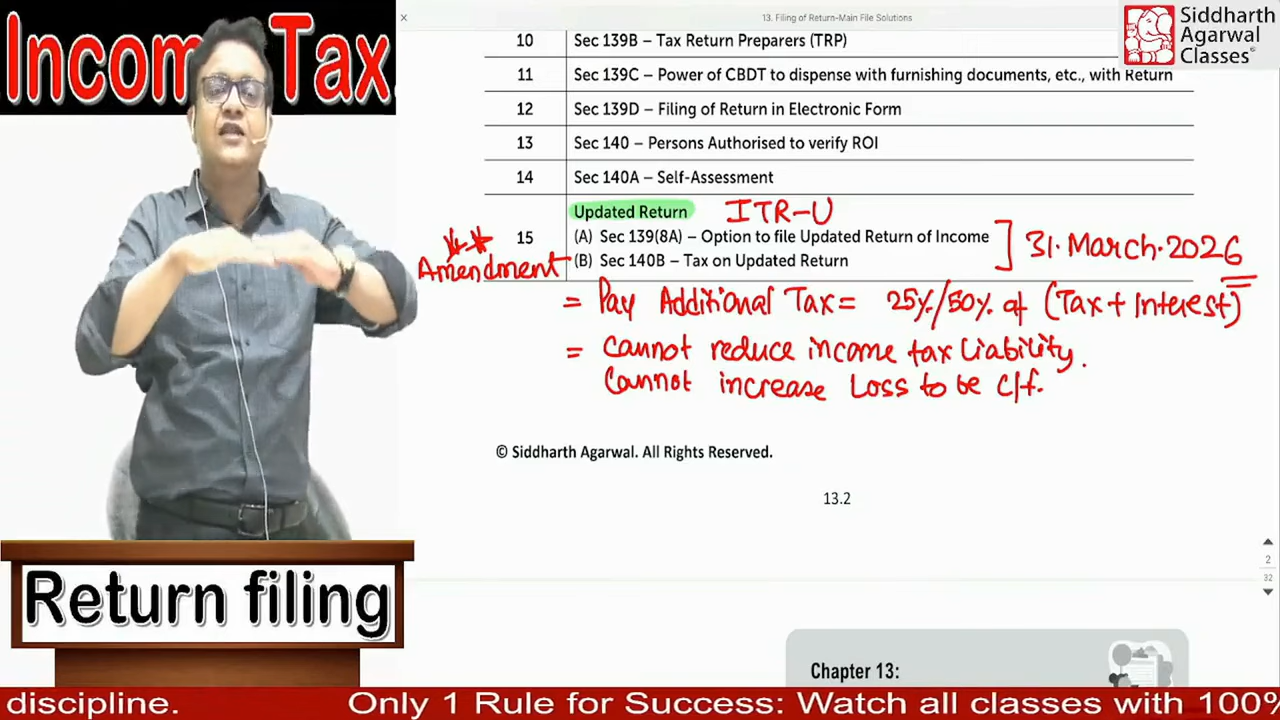 Income Tax
13. Filing of Return-Main File Solutions
Siddharth
Agarwal
Classes
10 Sec 139B – Tax Return Preparers (TRP)
11 Sec 139C – Power of CBDT to dispense with furnishing documents, etc., with Return
12 Sec 139D – Filing of Return in Electronic Form
13 Sec 140 – Persons Authorised to verify ROI
14 Sec 140A – Self-Assessment
Updated Return ITR-U
15 (A) Sec 139(8A) – Option to file Updated Return of Income
(B) Sec 140B – Tax on Updated Return
31. March. 2026
Amendment
= Pay Additional Tax = 25%/50% of (Tax + Interest)
= Cannot reduce income tax liability.
Cannot increase Loss to be c/f.
© Siddharth Agarwal. All Rights Reserved.
13.2
2
32
Chapter 13:
Return filing
discipline. Only 1 Rule for Success: Watch all classes with 100%